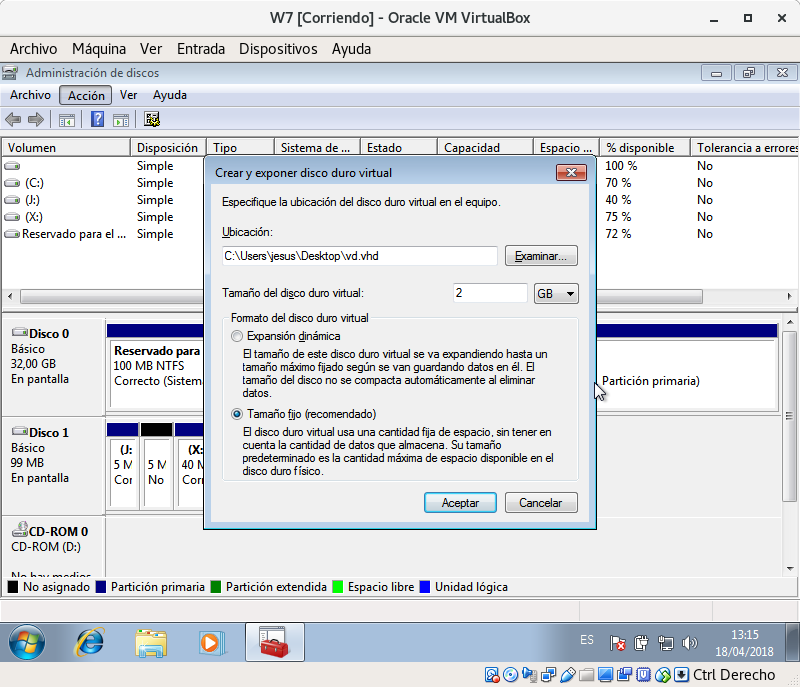 W7 [Corriendo] - Oracle VM VirtualBox
Archivo Máquina Ver Entrada Dispositivos Ayuda
Administración de discos
Archivo Acción Ver Ayuda
Volumen Disposición Tipo Sistema de ... Estado Capacidad Espacio ... % disponible Tolerancia a errores
Simple 100 % No
(C:) Simple 70 % No
(J:) Simple 40 % No
(X:) Simple 75 % No
Reservado para el ... Simple 72 % No
Crear y exponer disco duro virtual
Especifique la ubicación del disco duro virtual en el equipo.
Ubicación:
C:\Users\jesus\Desktop\vd.vhd
Examinar...
Tamaño del disco duro virtual: 2 GB
Formato del disco duro virtual
Expansión dinámica
El tamaño de este disco duro virtual se va expandiendo hasta un
tamaño máximo fijado según se van guardando datos en él. El
tamaño del disco no se compacta automáticamente al eliminar
datos.
Tamaño fijo (recomendado)
El disco duro virtual usa una cantidad fija de espacio, sin tener en
cuenta la cantidad de datos que almacena. Su tamaño
predeterminado es la cantidad máxima de espacio disponible en el
disco duro físico.
Aceptar Cancelar
Disco 0
Básico
32,00 GB
En pantalla
Reservado para
100 MB NTFS
Correcto (Sistem
Partición primaria)
Disco 1
Básico
99 MB
En pantalla
(J:
5 M
Cor
5 M
No
(X:
40 M
Corr
CD-ROM 0
CD-ROM (D:)
No hay medios
No asignado Partición primaria Partición extendida Espacio libre Unidad lógica
ES
13:15
18/04/2018
Ctrl Derecho